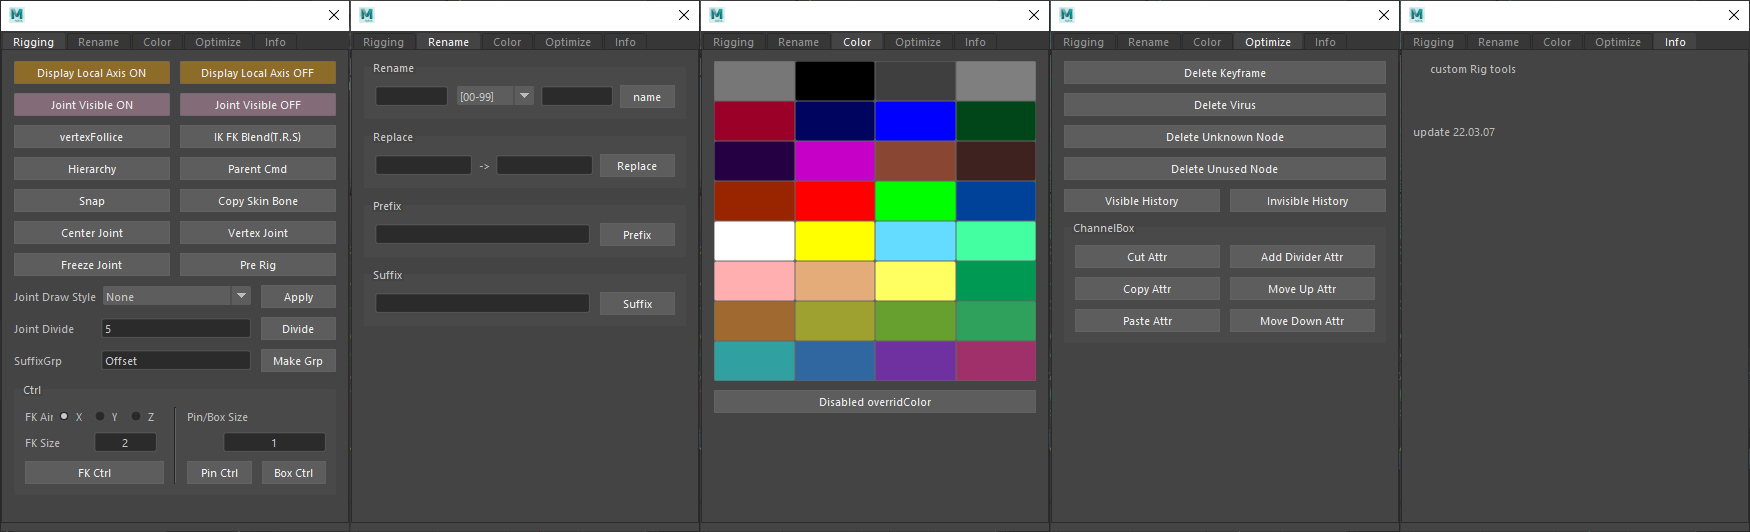 Rigging Rename Color Optimize Info
Display Local Axis ON Display Local Axis OFF
Joint Visible ON Joint Visible OFF
vertexFollice IK FK Blend(T.R.S)
Hierarchy Parent Cmd
Snap Copy Skin Bone
Center Joint Vertex Joint
Freeze Joint Pre Rig
Joint Draw Style None Apply
Joint Divide 5 Divide
SuffixGrp Offset Make Grp
Ctrl
FK Air X Y Z Pin/Box Size
FK Size 2 1
FK Ctrl Pin Ctrl Box Ctrl
Rigging Rename Color Optimize Info
Rename
[00-99] name
Replace
-> Replace
Prefix
Prefix
Suffix
Suffix
Rigging Rename Color Optimize Info
Disabled overridColor
Rigging Rename Color Optimize Info
Delete Keyframe
Delete Virus
Delete Unknown Node
Delete Unused Node
Visible History Invisible History
ChannelBox
Cut Attr Add Divider Attr
Copy Attr Move Up Attr
Paste Attr Move Down Attr
Rigging Rename Color Optimize Info
custom Rig tools
update 22.03.07